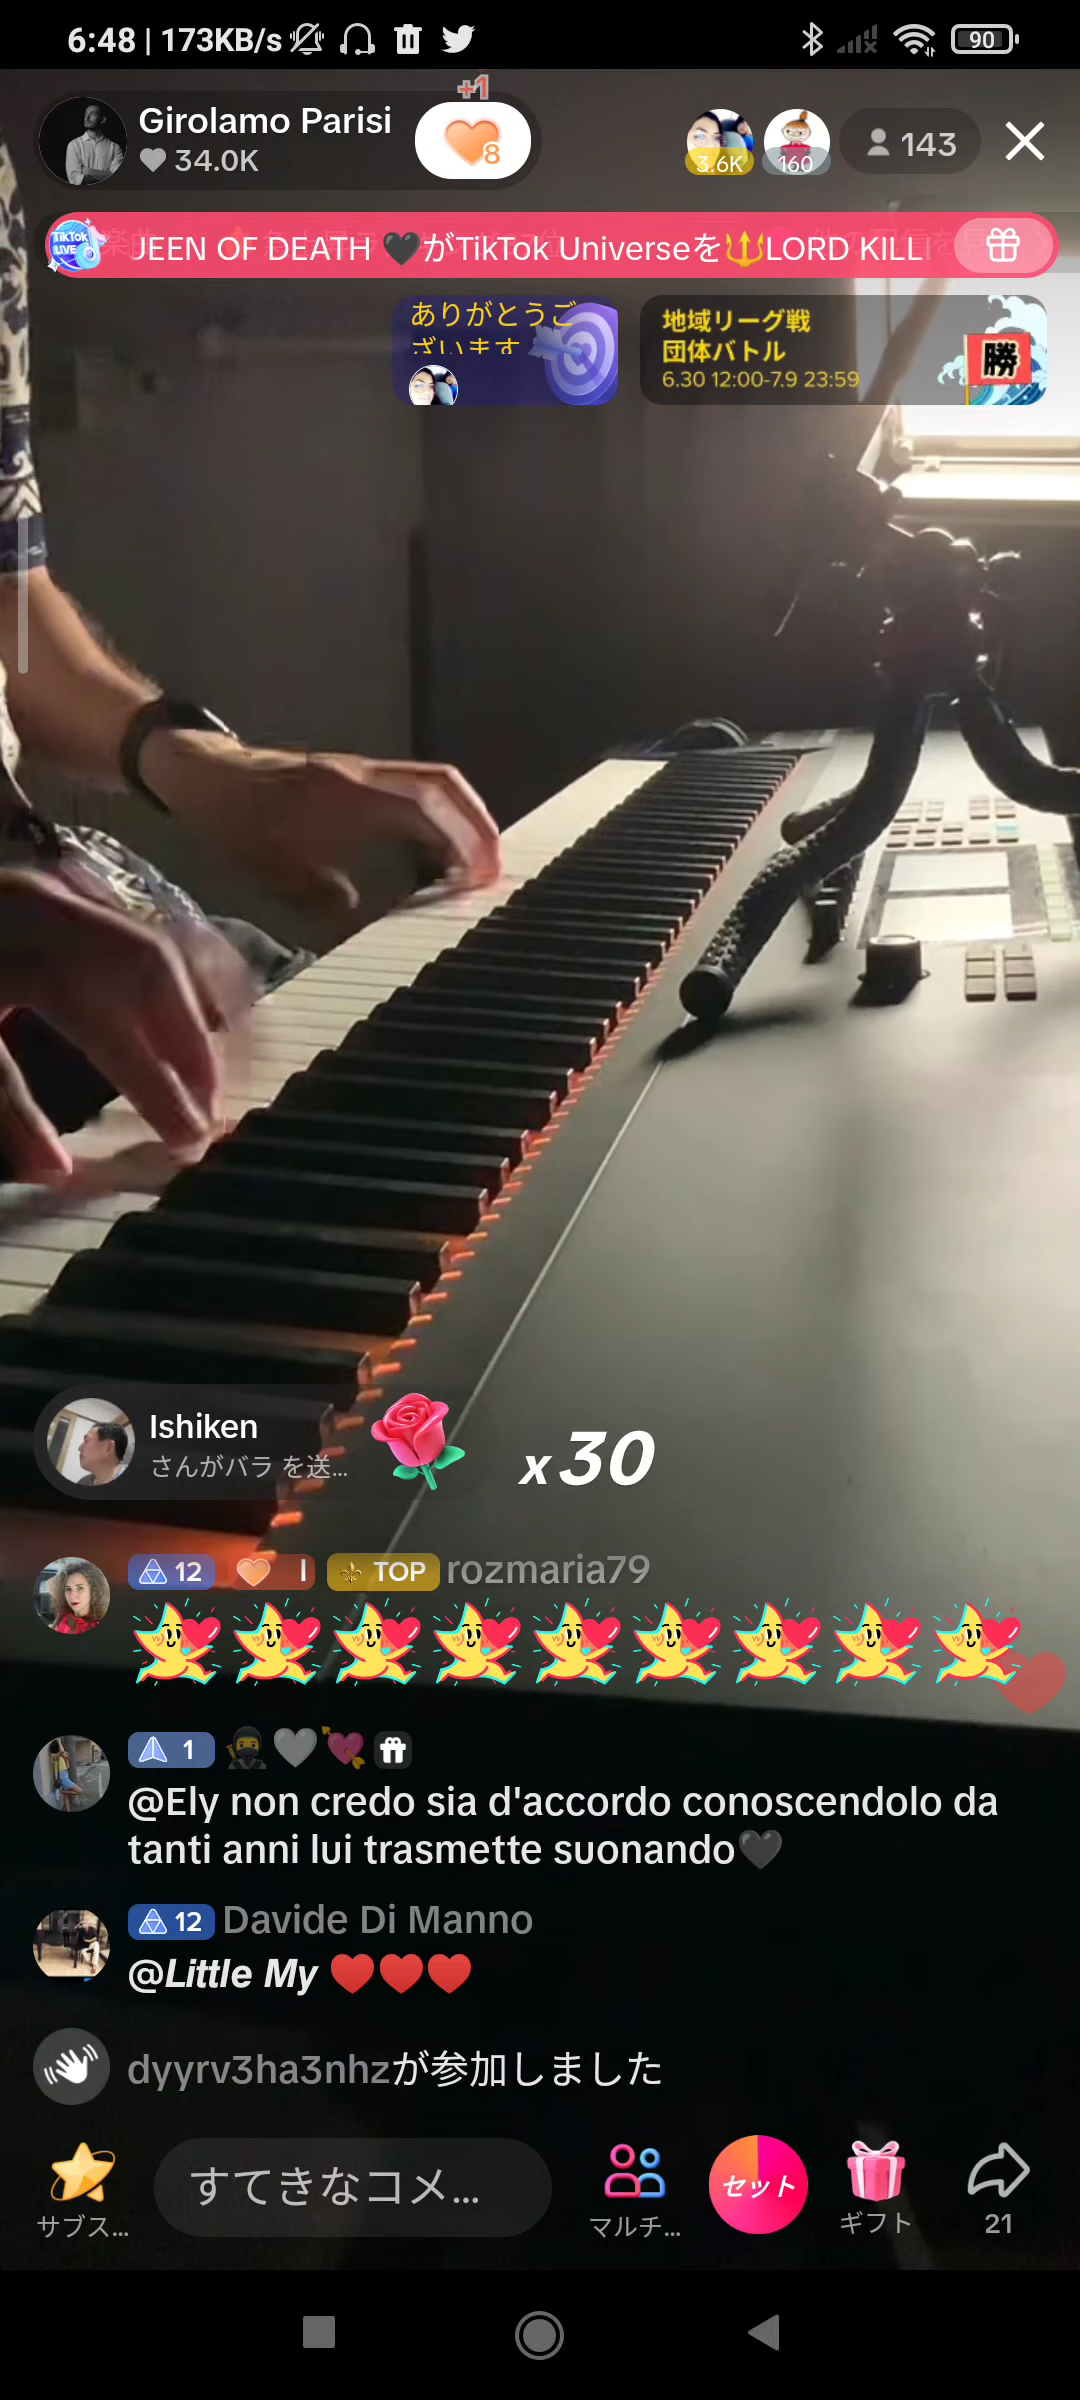 6:48 | 173KB/s
90
+1
Girolamo Parisi
34.0K
8
3.6K
160
143
TikTok LIVE
JEEN OF DEATH 🖤がTikTok Universeを🔱LORD KILL
ありがとうご
ざいます
地域リーグ戦
団体バトル
6.30 12:00-7.9 23:59
勝
Ishiken
さんがバラ を送...
x30
12 I TOP rozmaria79
1 🥷🩶💘
@Ely non credo sia d'accordo conoscendolo da
tanti anni lui trasmette suonando🖤
12 Davide Di Manno
@Little My ❤️❤️❤️
dyyrv3ha3nhzが参加しました
サブス...
すてきなコメ...
マルチ...
セット
ギフト
21